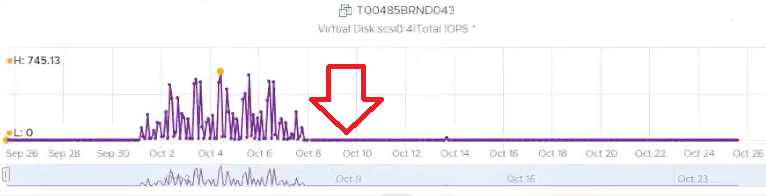 T00485BRND043
Virtual Disk:scsi0:4|Total IOPS *
H: 745.13
L: 0
Sep 26 Sep 28 Sep 30 Oct 2 Oct 4 Oct 6 Oct 8 Oct 10 Oct 12 Oct 14 Oct 16 Oct 18 Oct 20 Oct 22 Oct 24 Oct 26
Oct 9 Oct 16 Oct 23